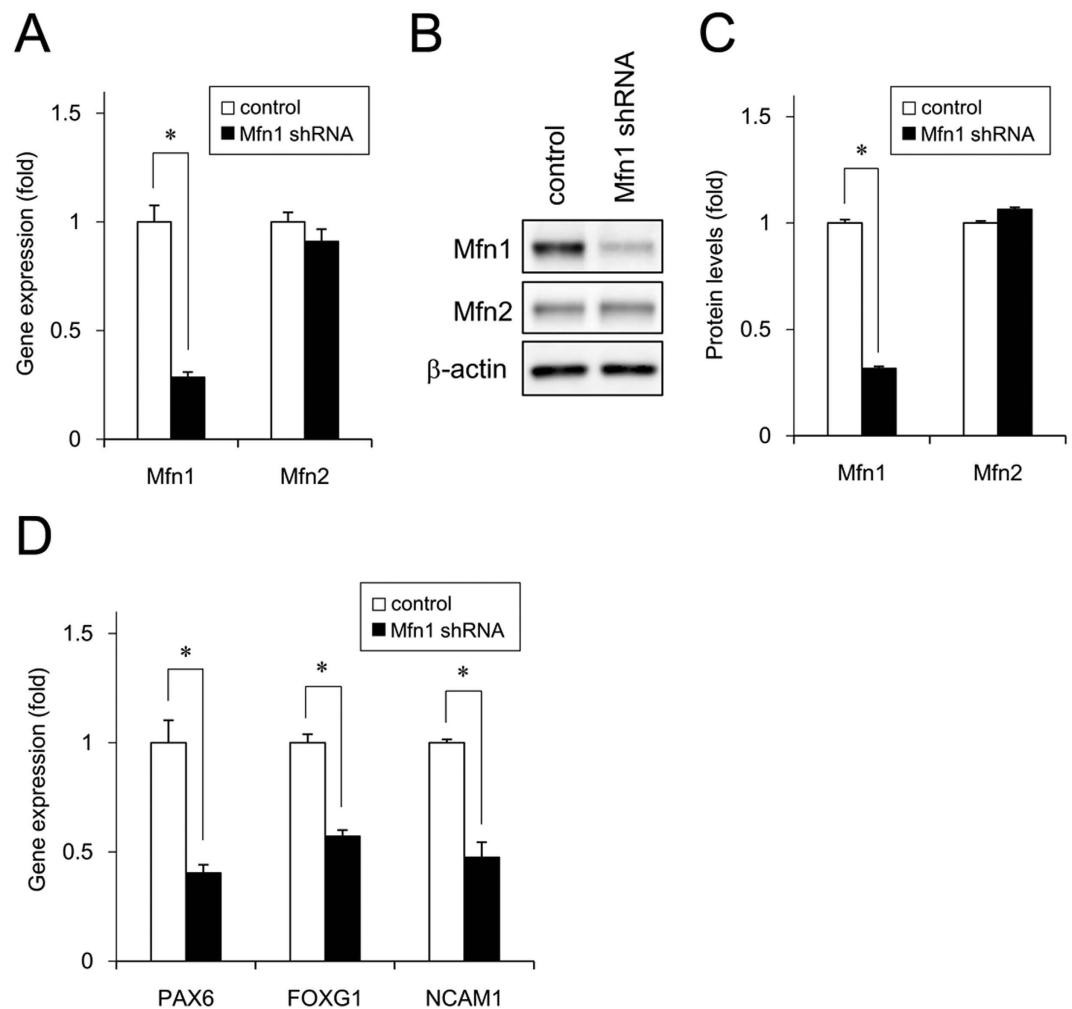 A
control
Mfn1 shRNA
*
Gene expression (fold)
1.5
1
0.5
0
Mfn1
Mfn2
B
control
Mfn1 shRNA
Mfn1
Mfn2
β-actin
C
control
Mfn1 shRNA
*
Protein levels (fold)
1.5
1
0.5
0
Mfn1
Mfn2
D
control
Mfn1 shRNA
*
*
*
Gene expression (fold)
1.5
1
0.5
0
PAX6
FOXG1
NCAM1